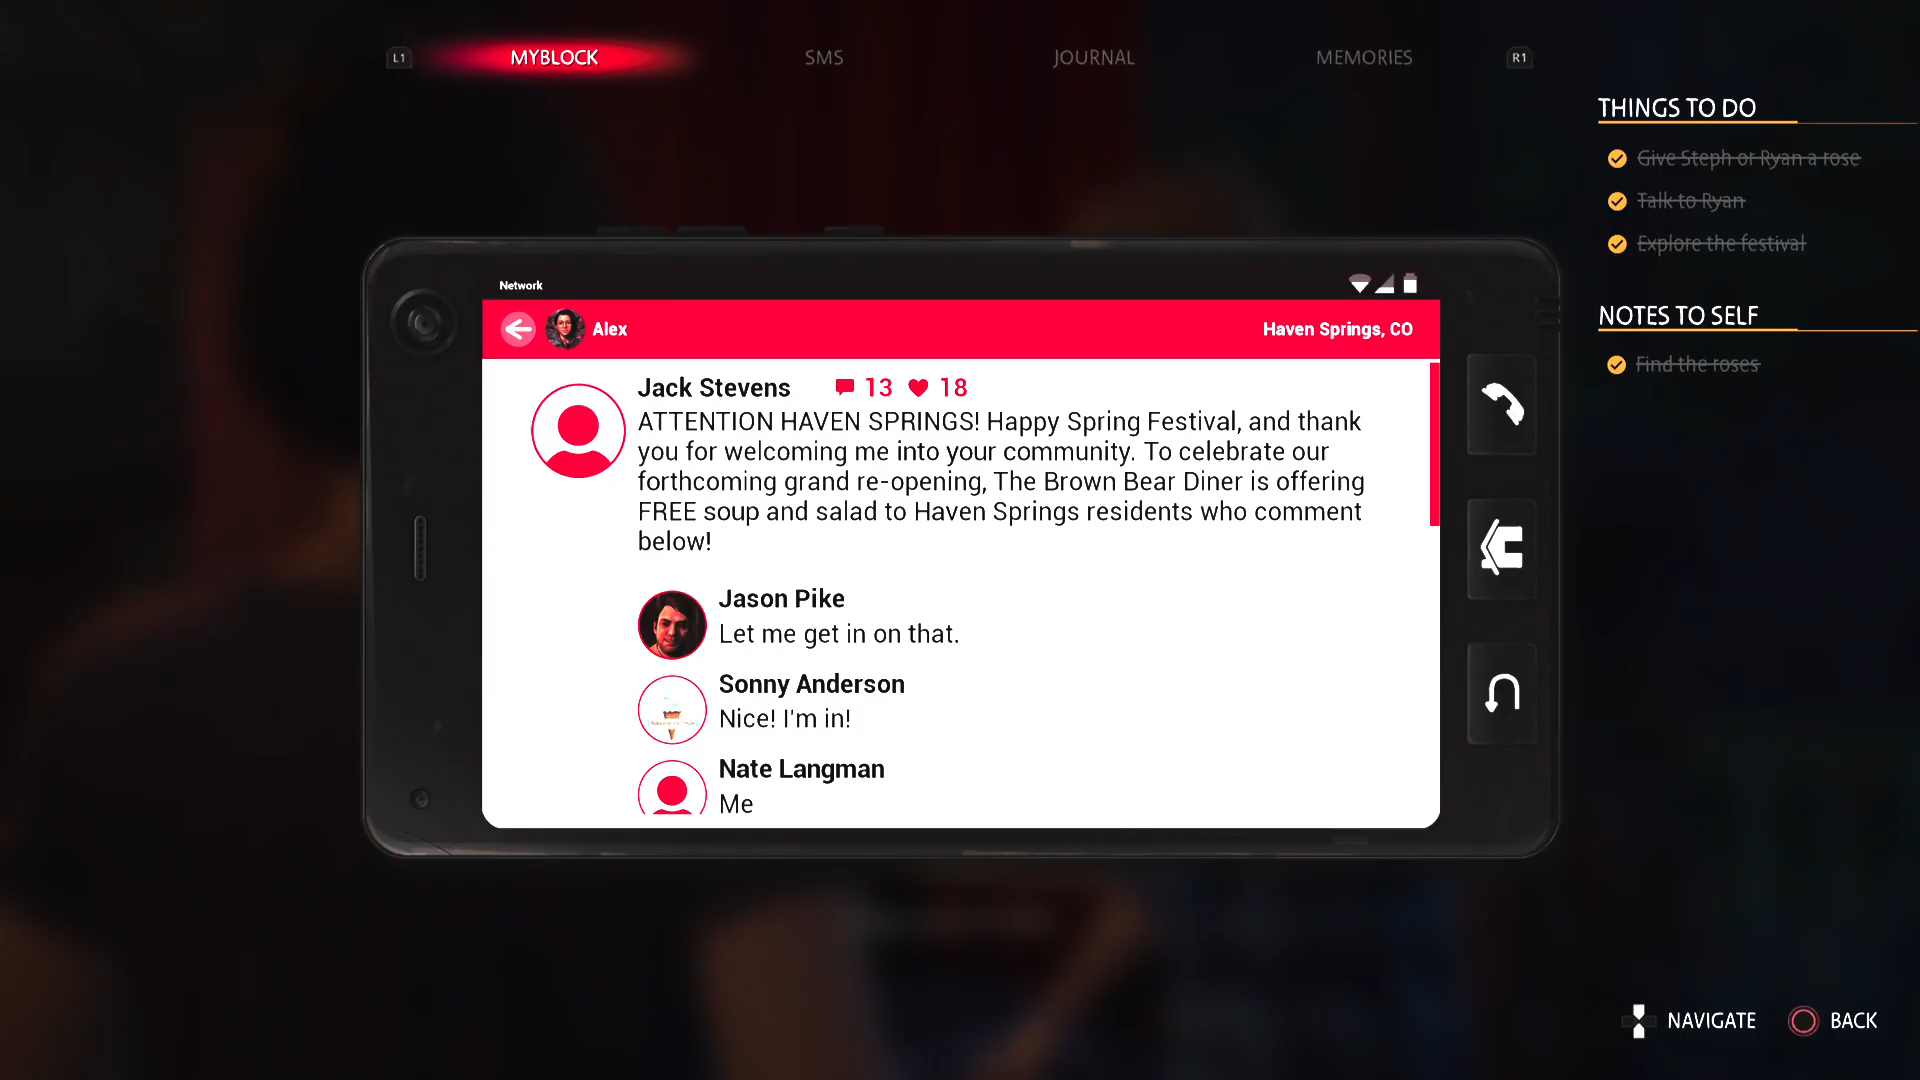 L1
MYBLOCK
SMS
JOURNAL
MEMORIES
R1
THINGS TO DO
Give Steph or Ryan a rose
Talk to Ryan
Explore the festival
NOTES TO SELF
Find the roses
Network
Alex
Haven Springs, CO
Jack Stevens 13 18
ATTENTION HAVEN SPRINGS! Happy Spring Festival, and thank
you for welcoming me into your community. To celebrate our
forthcoming grand re-opening, The Brown Bear Diner is offering
FREE soup and salad to Haven Springs residents who comment
below!
Jason Pike
Let me get in on that.
Sonny Anderson
Nice! I'm in!
Nate Langman
Me
NAVIGATE
BACK